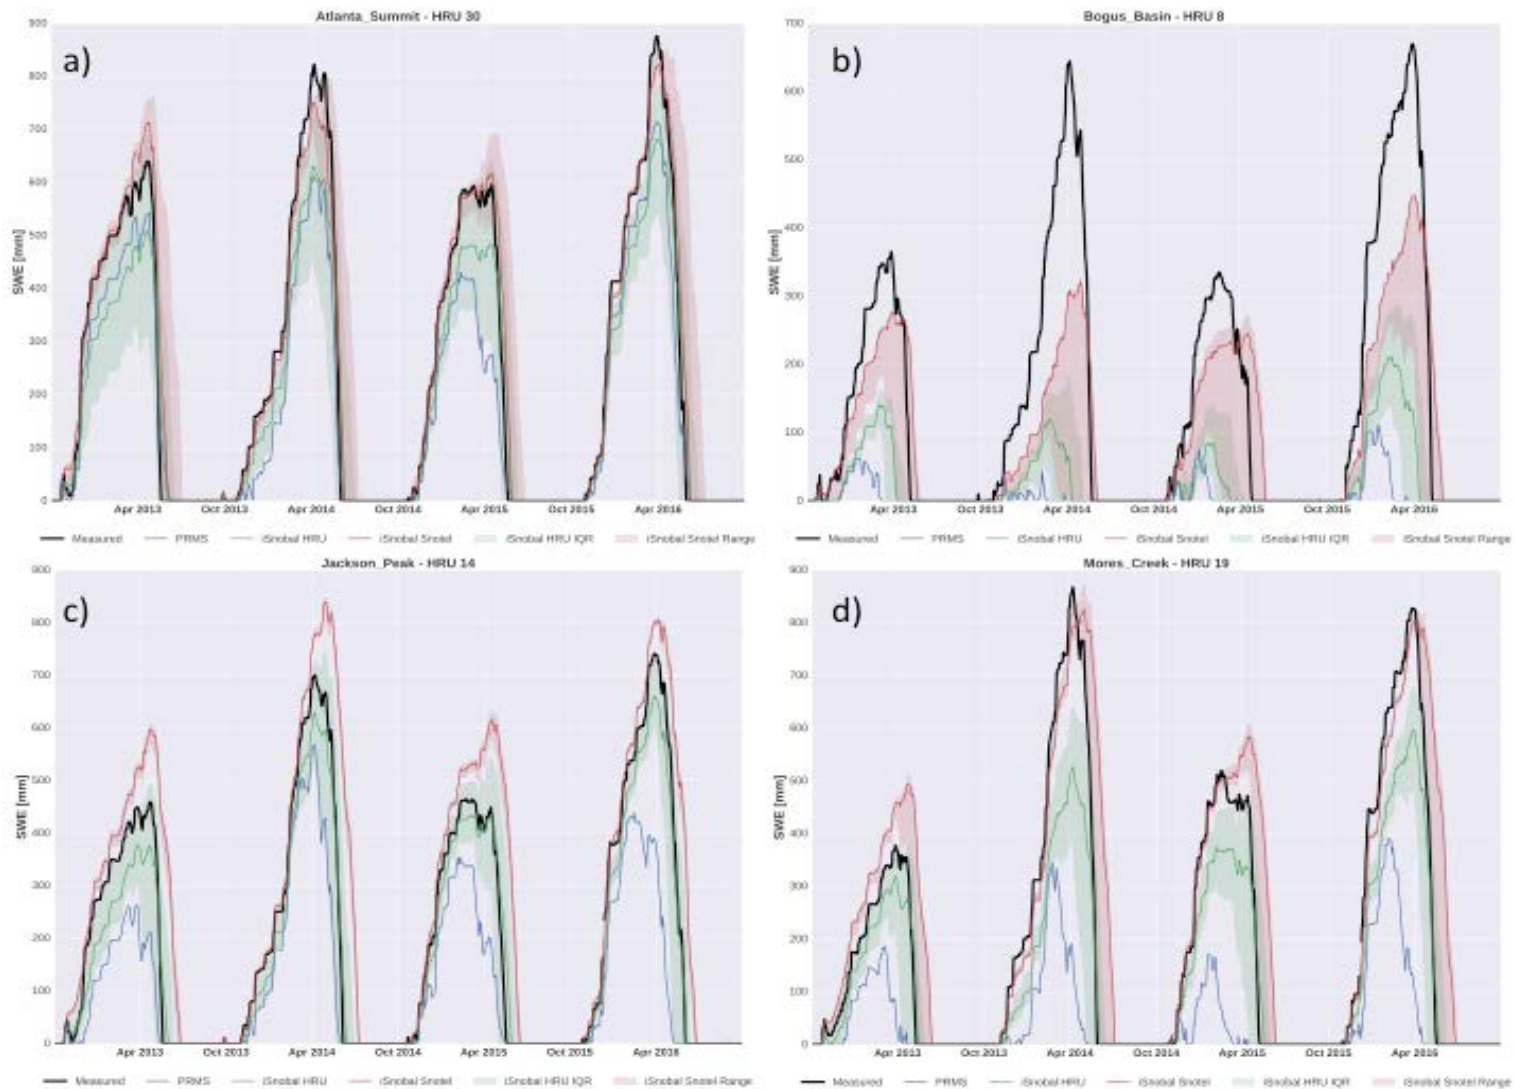 Atlanta_Summit - HRU 30
a)
SWE [mm]
900
800
700
600
500
400
300
200
100
0
Apr 2013 Oct 2013 Apr 2014 Oct 2014 Apr 2015 Oct 2015 Apr 2016
Measured PRMS iSnobal HRU iSnobal Snotel iSnobal HRU IQR iSnobal Snotel Range
Bogus_Basin - HRU 8
b)
SWE [mm]
700
600
500
400
300
200
100
0
Apr 2013 Oct 2013 Apr 2014 Oct 2014 Apr 2015 Oct 2015 Apr 2016
Measured PRMS iSnobal HRU iSnobal Snotel iSnobal HRU IQR iSnobal Snotel Range
Jackson_Peak - HRU 14
c)
SWE [mm]
900
800
700
600
500
400
300
200
100
0
Apr 2013 Oct 2013 Apr 2014 Oct 2014 Apr 2015 Oct 2015 Apr 2016
Measured PRMS iSnobal HRU iSnobal Snotel iSnobal HRU IQR iSnobal Snotel Range
Mores_Creek - HRU 19
d)
SWE [mm]
900
800
700
600
500
400
300
200
100
0
Apr 2013 Oct 2013 Apr 2014 Oct 2014 Apr 2015 Oct 2015 Apr 2016
Measured PRMS iSnobal HRU iSnobal Snotel iSnobal HRU IQR iSnobal Snotel Range